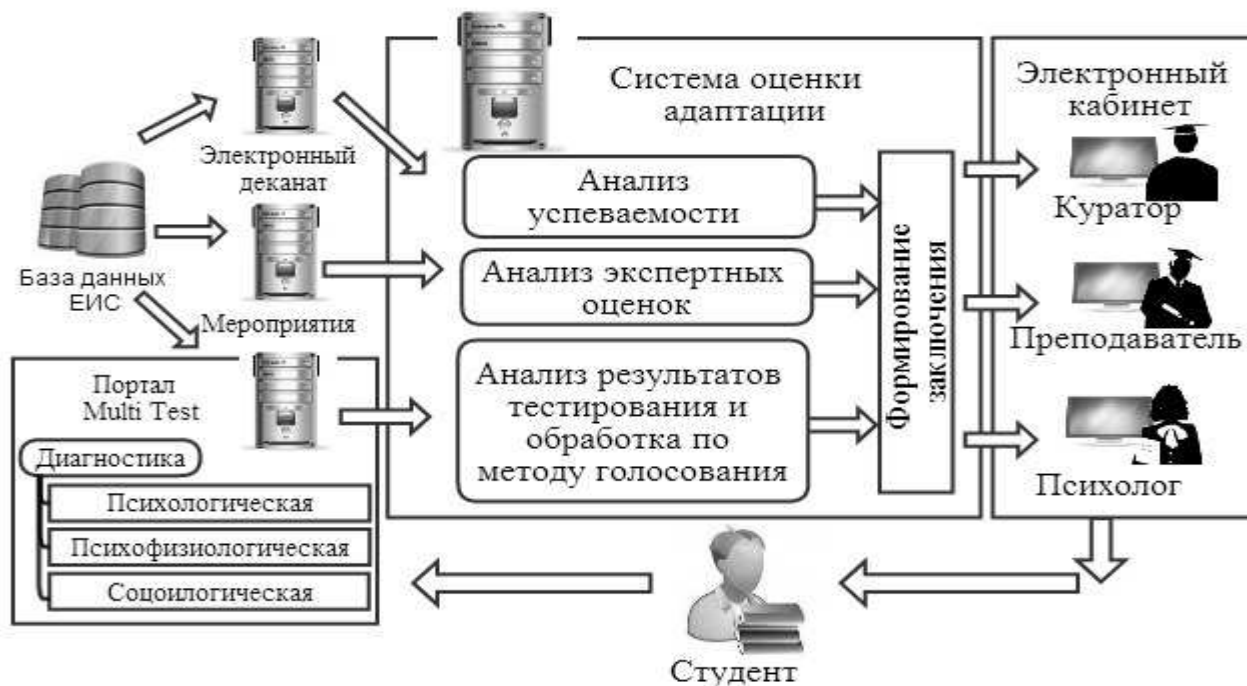 Электронный
деканат
База данных
ЕИС
Мероприятия
Портал
Multi Test
Диагностика
Психологическая
Психофизиологическая
Соцоилогическая
Система оценки
адаптации
Анализ
успеваемости
Анализ экспертных
оценок
Анализ результатов
тестирования и
обработка по
методу голосования
Формирование
заключения
Электронный
кабинет
Куратор
Преподаватель
Психолог
Студент